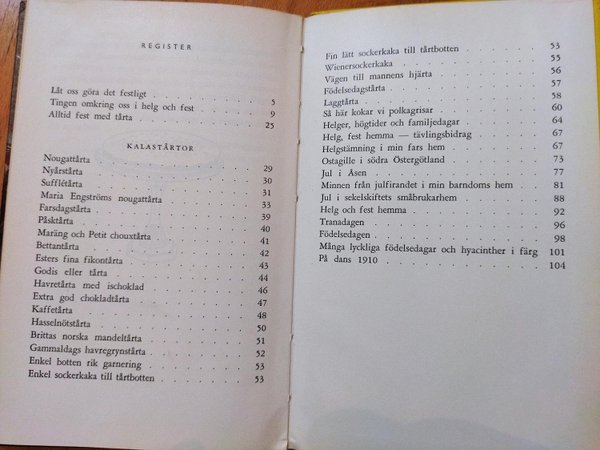 REGISTER
Låt oss göra det festligt . . . . . . . . . 5
Tingen omkring oss i helg och fest . . . . . . 9
Alltid fest med tårta . . . . . . . . . . 25
KALASTÅRTOR
Nougattårta . . . . . . . . . . . . 29
Nyårstårta . . . . . . . . . . . . 30
Sufflétårta . . . . . . . . . . . . 31
Maria Engströms nougattårta . . . . . . . 33
Farsdagstårta . . . . . . . . . . . . 39
Påsktårta . . . . . . . . . . . . 40
Maräng och Petit chouxtårta . . . . . . . 41
Bettantårta . . . . . . . . . . . . 42
Esters fina fikontårta . . . . . . . . . 43
Godis eller tårta . . . . . . . . . . 44
Havretårta med ischoklad . . . . . . . . 46
Extra god chokladtårta . . . . . . . . . 47
Kaffetårta . . . . . . . . . . . . 48
Hasselnötstårta . . . . . . . . . . . 50
Brittas norska mandeltårta . . . . . . . . 51
Gammaldags havregrynstårta . . . . . . . 52
Enkel botten rik garnering . . . . . . . . 53
Enkel sockerkaka till tårtbotten . . . . . . . 53
Fin lätt sockerkaka till tårtbotten . . . . . . 53
Wienersockerkaka . . . . . . . . . . 55
Vägen till mannens hjärta . . . . . . . . 56
Födelsedagstårta . . . . . . . . . . 57
Laggtårta . . . . . . . . . . . . 58
Så här kokar vi polkagrisar . . . . . . . . 60
Helger, högtider och familjedagar . . . . . . 64
Helg, fest hemma — tävlingsbidrag . . . . . . 67
Helgstämning i min fars hem . . . . . . . 67
Ostagille i södra Östergötland . . . . . . . 73
Jul i Åsen . . . . . . . . . . . . 77
Minnen från julfirandet i min barndoms hem . . . 81
Jul i sekelskiftets småbrukarhem . . . . . . 88
Helg och fest hemma . . . . . . . . . 92
Tranadagen . . . . . . . . . . . . 96
Födelsedagen . . . . . . . . . . . 98
Många lyckliga födelsedagar och hyacinther i färg 101
På dans 1910 . . . . . . . . . . . 104